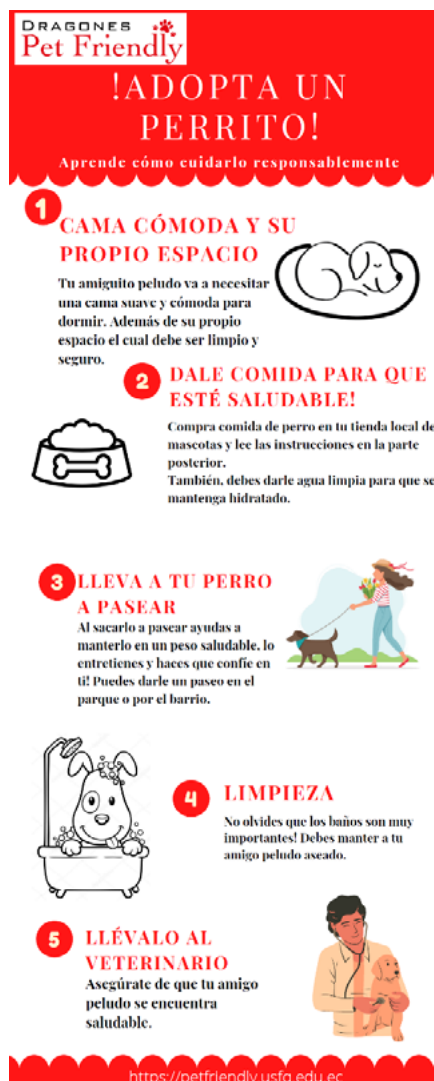 DRAGONES
Pet Friendly
!ADOPTA UN
PERRITO!
Aprende cómo cuidarlo responsablemente
1
CAMA CÓMODA Y SU
PROPIO ESPACIO
Tu amiguito peludo va a necesitar
una cama suave y cómoda para
dormir. Además de su propio
espacio el cual debe ser limpio y
seguro.
2
DALE COMIDA PARA QUE
ESTÉ SALUDABLE!
Compra comida de perro en tu tienda local de
mascotas y lee las instrucciones en la parte
posterior.
También, debes darle agua limpia para que se
mantenga hidratado.
3
LLEVA A TU PERRO
A PASEAR
Al sacarlo a pasear ayudas a
manterlo en un peso saludable, lo
entretienes y haces que confíe en
ti! Puedes darle un paseo en el
parque o por el barrio.
4
LIMPIEZA
No olvides que los baños son muy
importantes! Debes manter a tu
amigo peludo aseado.
5
LLÉVALO AL
VETERINARIO
Asegúrate de que tu amigo
peludo se encuentra
saludable.
https://petfriendly.usfq.edu.ec